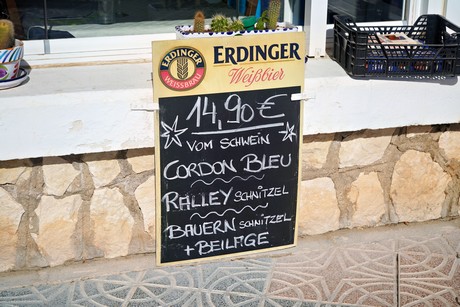 ERDINGER
WEISSBRÄU
ERDINGER
Weißbier
14,90 €
VOM SCHWEIN
CORDON BLEU
RALLEY SCHNITZEL
BAUERN SCHNITZEL
+ BEILAGE